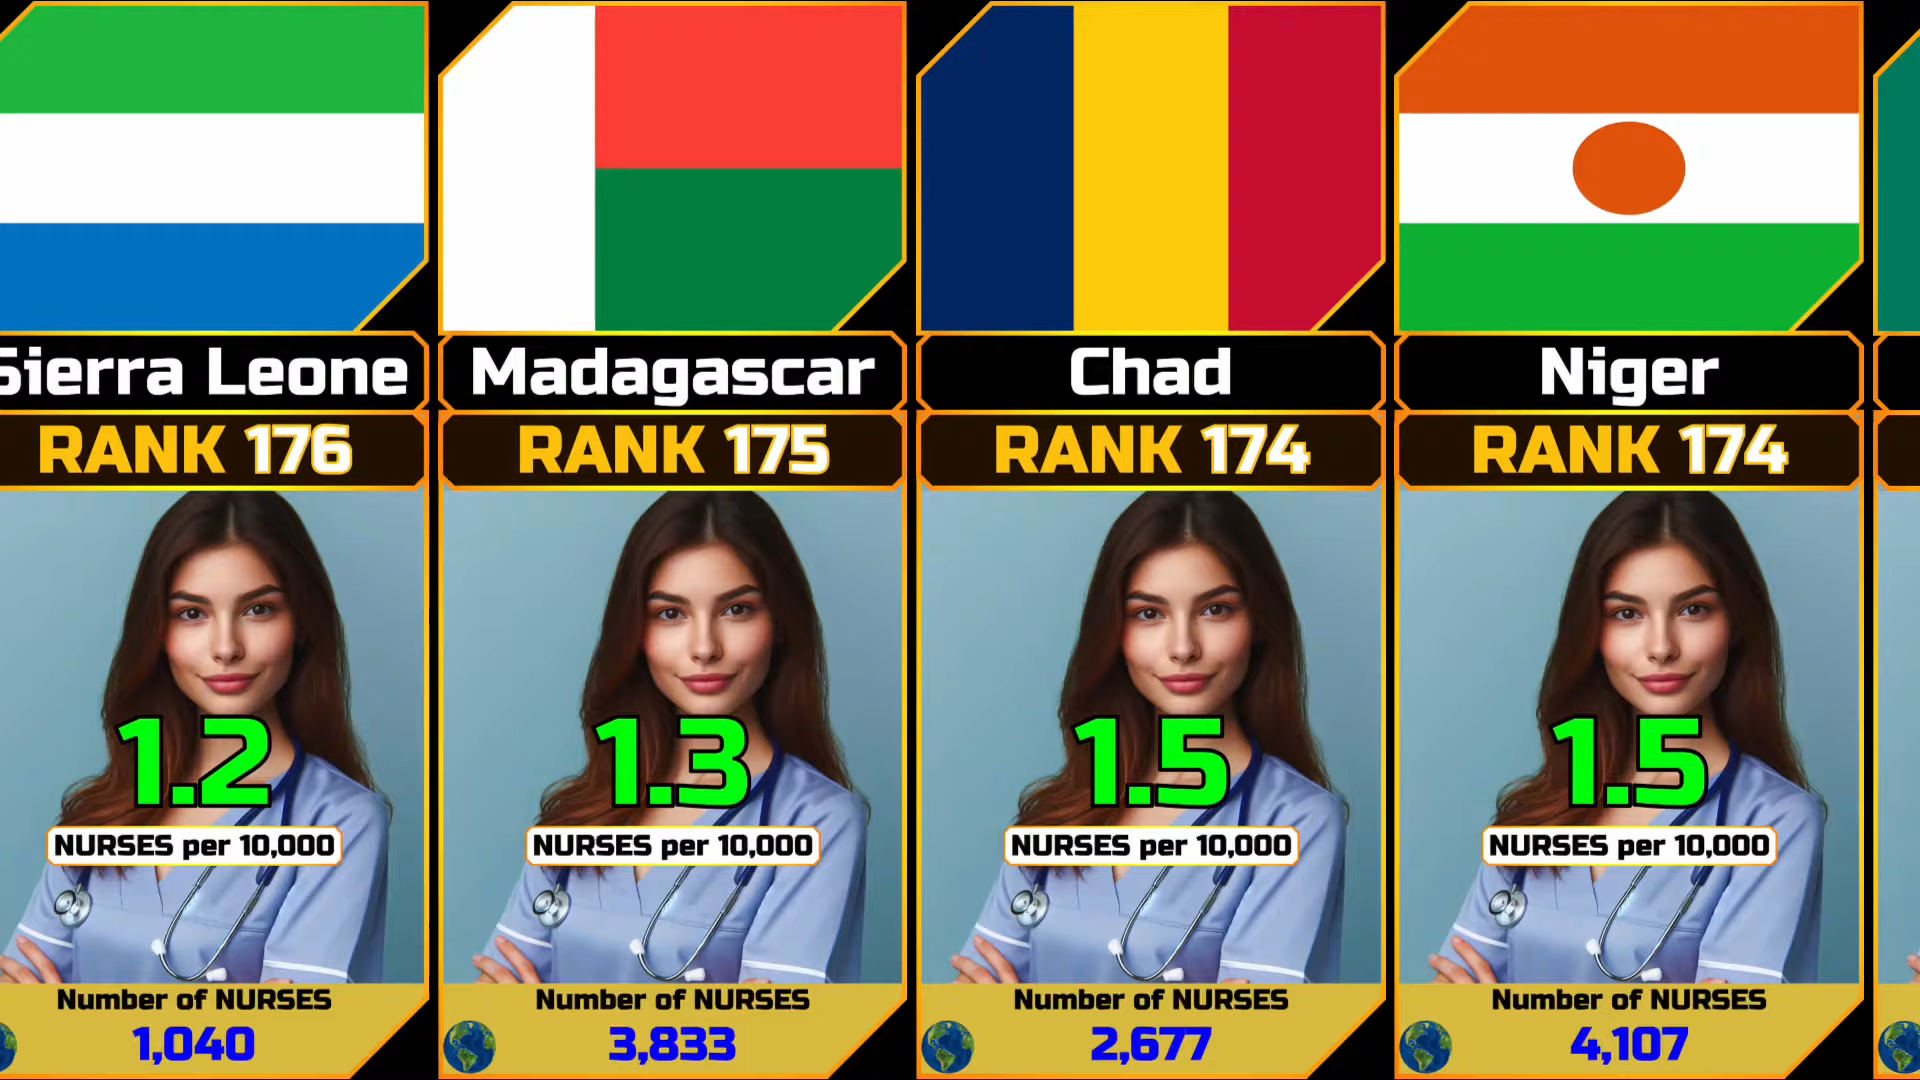 Sierra Leone
RANK 176
1.2
NURSES per 10,000
Number of NURSES
1,040
Madagascar
RANK 175
1.3
NURSES per 10,000
Number of NURSES
3,833
Chad
RANK 174
1.5
NURSES per 10,000
Number of NURSES
2,677
Niger
RANK 174
1.5
NURSES per 10,000
Number of NURSES
4,107